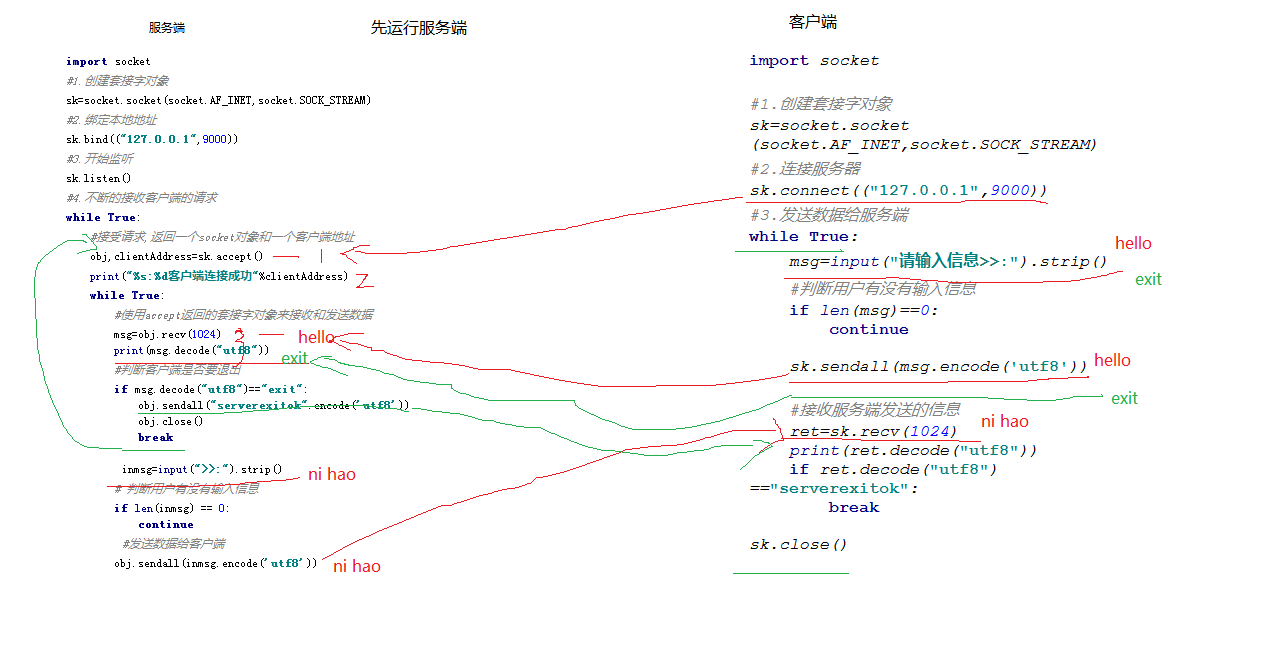 服务端
先运行服务端
客户端
import socket
#1.创建套接字对象
sk=socket.socket(socket.AF_INET,socket.SOCK_STREAM)
#2.绑定本地地址
sk.bind(("127.0.0.1",9000))
#3.开始监听
sk.listen()
#4.不断的接收客户端的请求
while True:
#接受请求,返回一个socket对象和一个客户端地址
obj,clientAddress=sk.accept()
1
print("%s:%d客户端连接成功"%clientAddress)
2
while True:
#使用accept返回的套接字对象来接收和发送数据
msg=obj.recv(1024)
3
hello
print(msg.decode("utf8"))
exit
#判断客户端是否要退出
if msg.decode("utf8")=="exit":
obj.sendall("serverexitok".encode('utf8'))
obj.close()
break
inmsg=input(">>:").strip()
ni hao
# 判断用户有没有输入信息
if len(inmsg) == 0:
continue
#发送数据给客户端
obj.sendall(inmsg.encode('utf8'))
ni hao
import socket
#1.创建套接字对象
sk=socket.socket
(socket.AF_INET,socket.SOCK_STREAM)
#2.连接服务器
sk.connect(("127.0.0.1",9000))
#3.发送数据给服务端
while True:
hello
msg=input("请输入信息>>:").strip()
exit
#判断用户有没有输入信息
if len(msg)==0:
continue
sk.sendall(msg.encode('utf8'))
hello
exit
#接收服务端发送的信息
ni hao
ret=sk.recv(1024)
print(ret.decode("utf8"))
if ret.decode("utf8")
=="serverexitok":
break
sk.close()